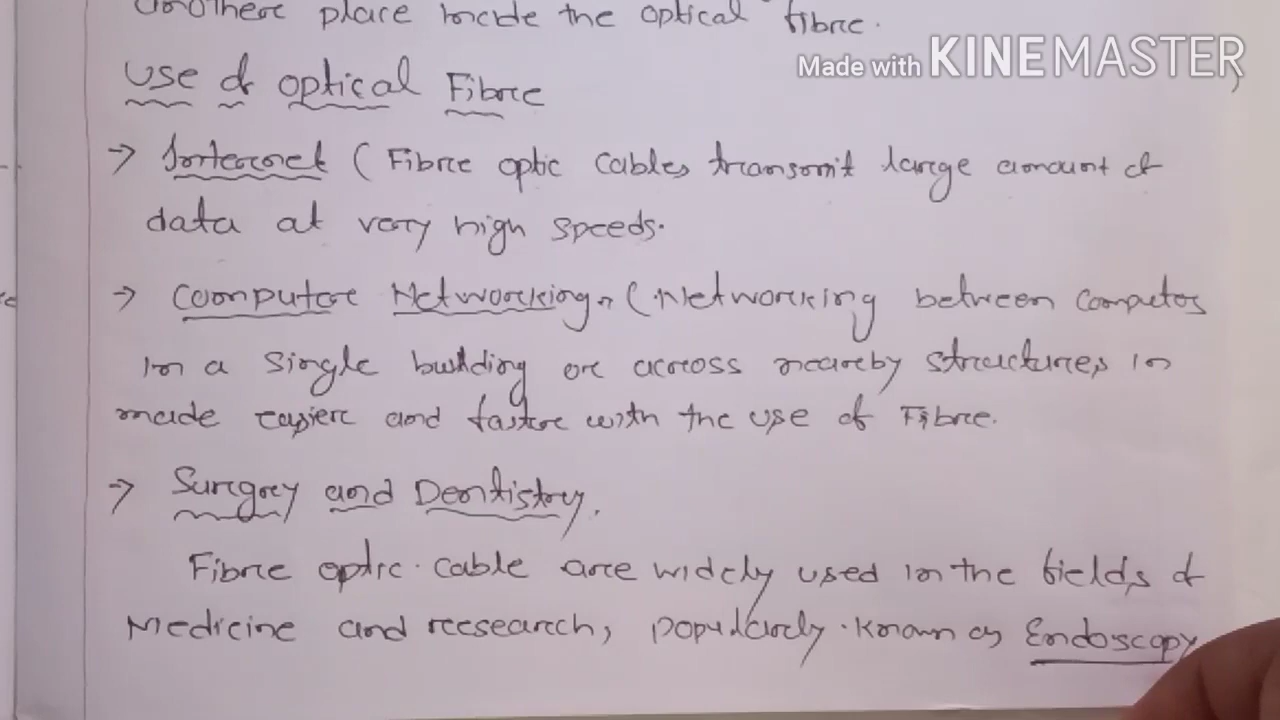 another place inside the optical fibre.
Made with KINEMASTER
Use of optical Fibre
→ Internet ( Fibre optic cables transmit large amount of
data at very high speeds.
→ Computer Networking, ( Networking between computers
in a single building or across nearby structures is
made easier and faster with the use of Fibre.
→ Surgery and Dentistry.
Fibre optic cable are widely used in the fields of
Medicine and research, popularly known as Endoscopy